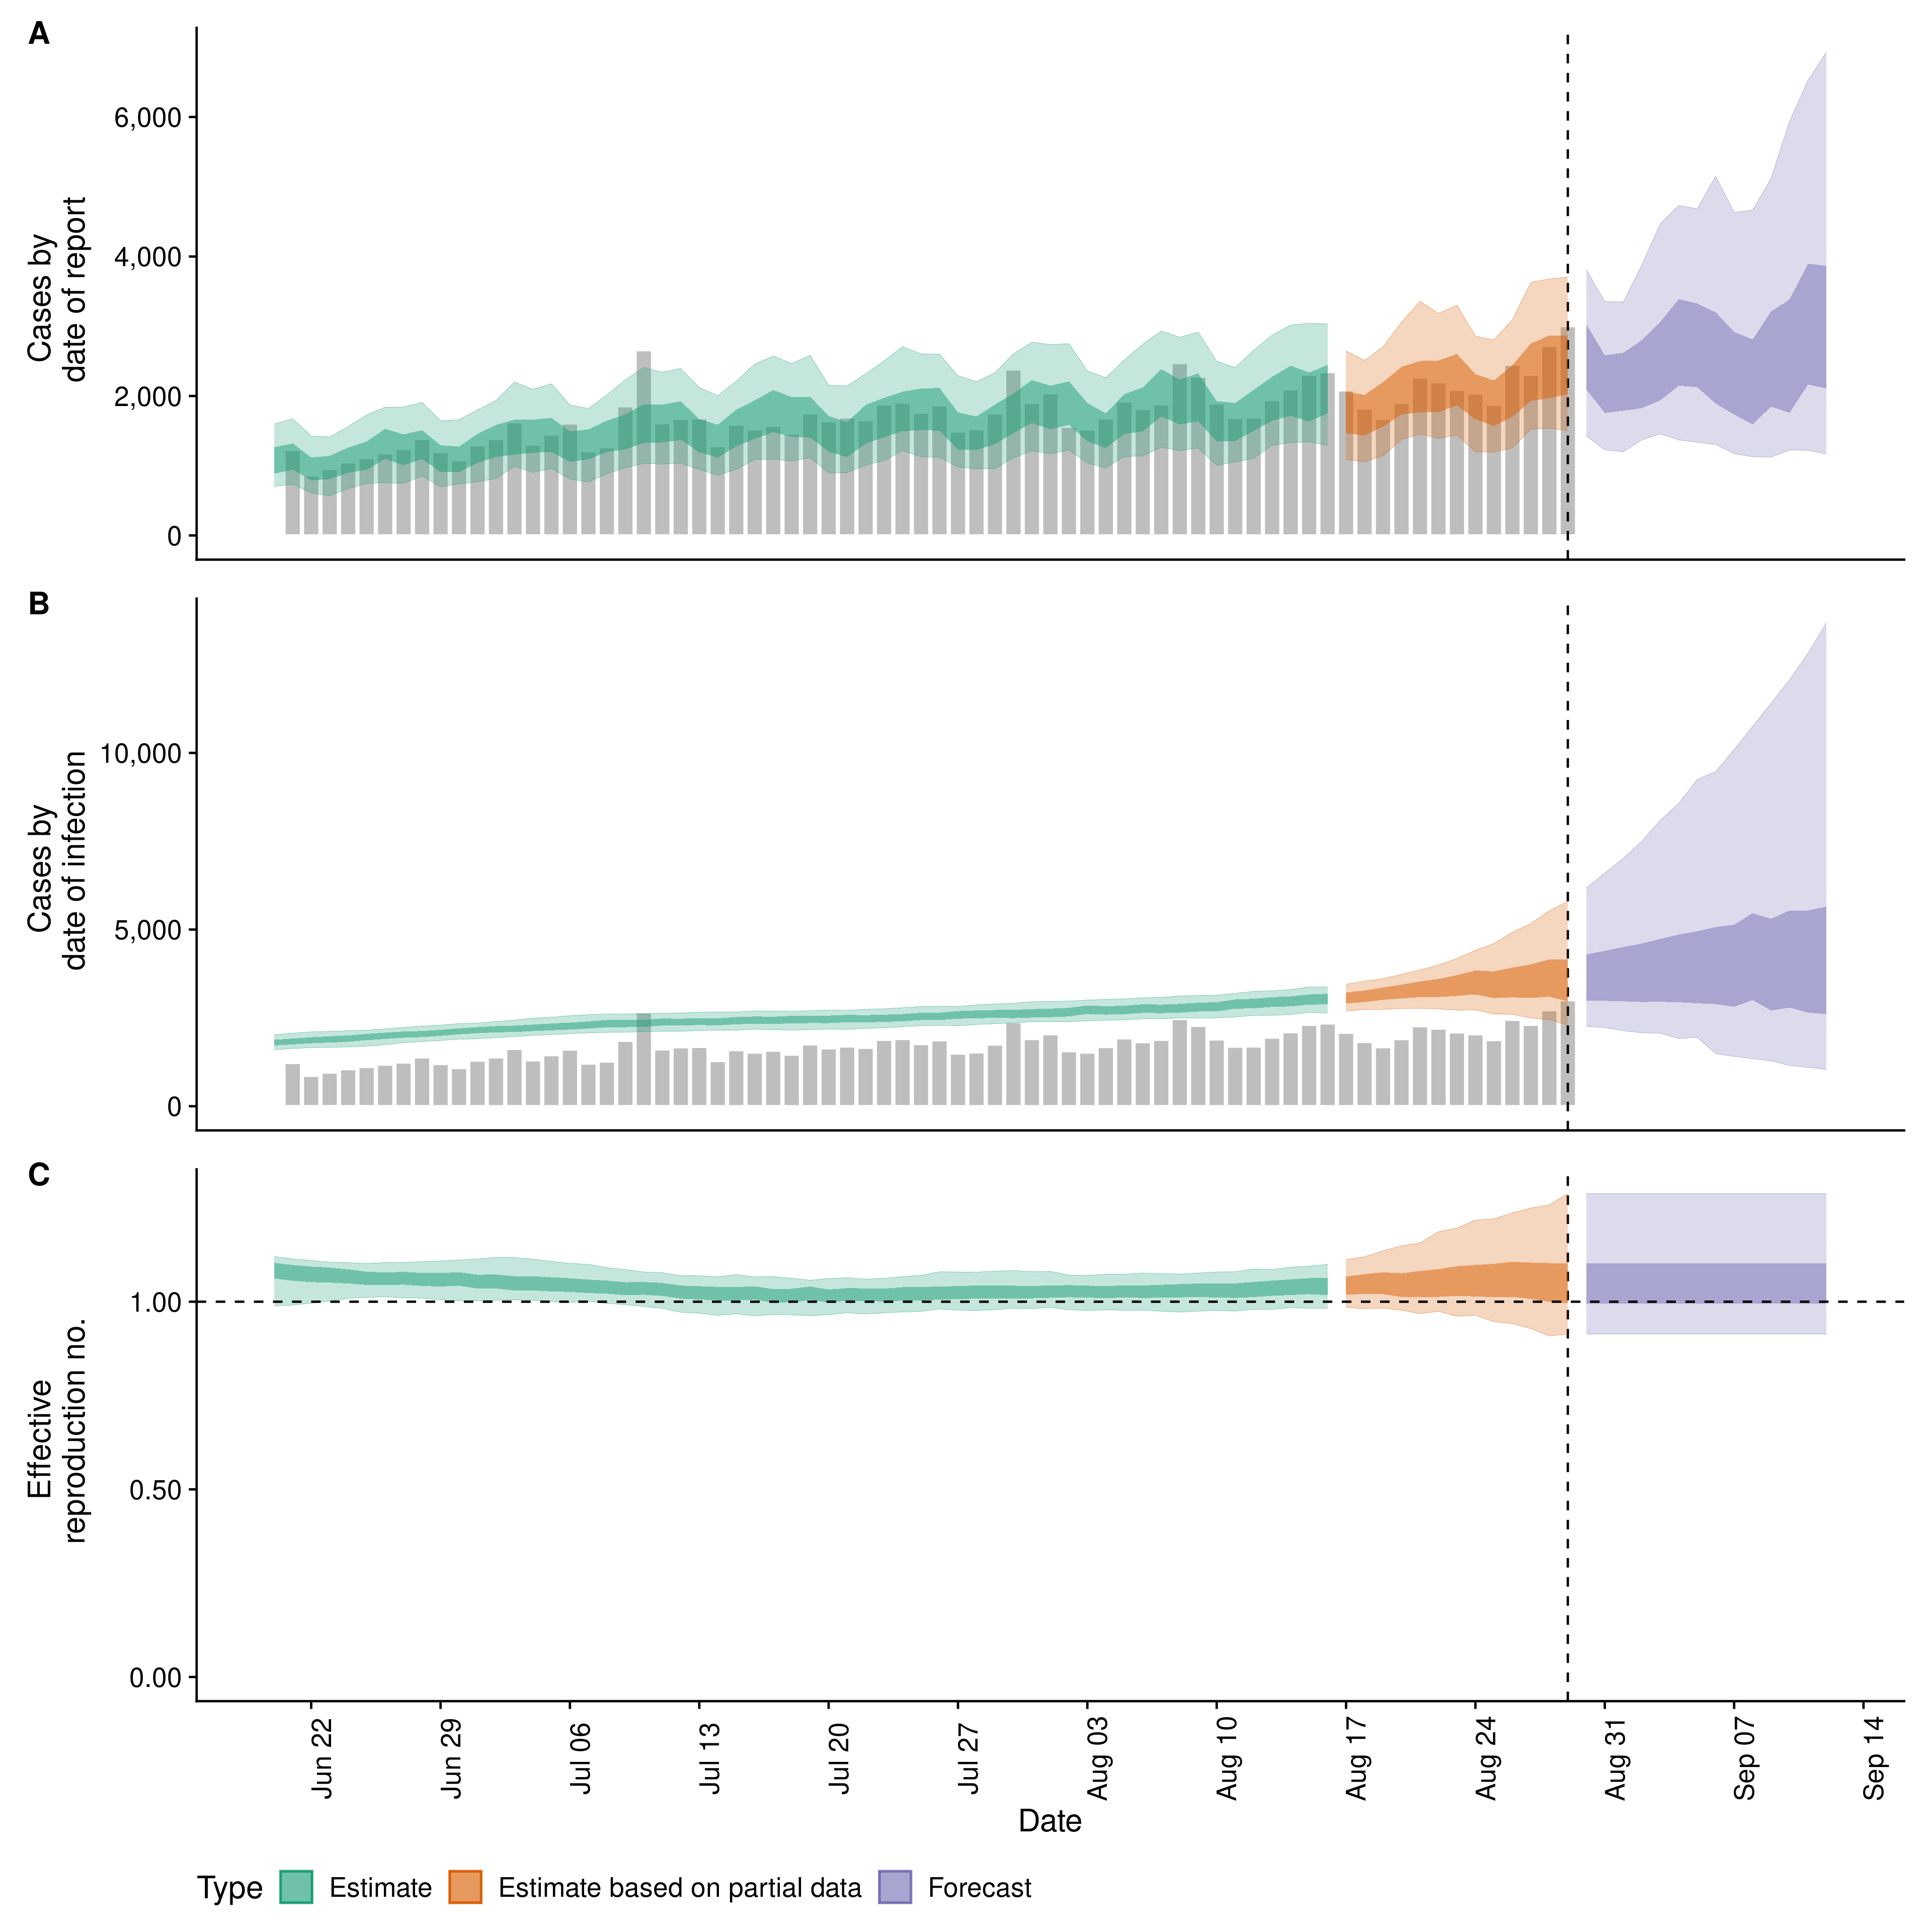 A
Cases by
date of report
6,000
4,000
2,000
0
B
Cases by
date of infection
10,000
5,000
0
C
Effective
reproduction no.
1.00
0.50
0.00
Jun 22
Jun 29
Jul 06
Jul 13
Jul 20
Jul 27
Aug 03
Aug 10
Aug 17
Aug 24
Aug 31
Sep 07
Sep 14
Date
Type Estimate Estimate based on partial data Forecast